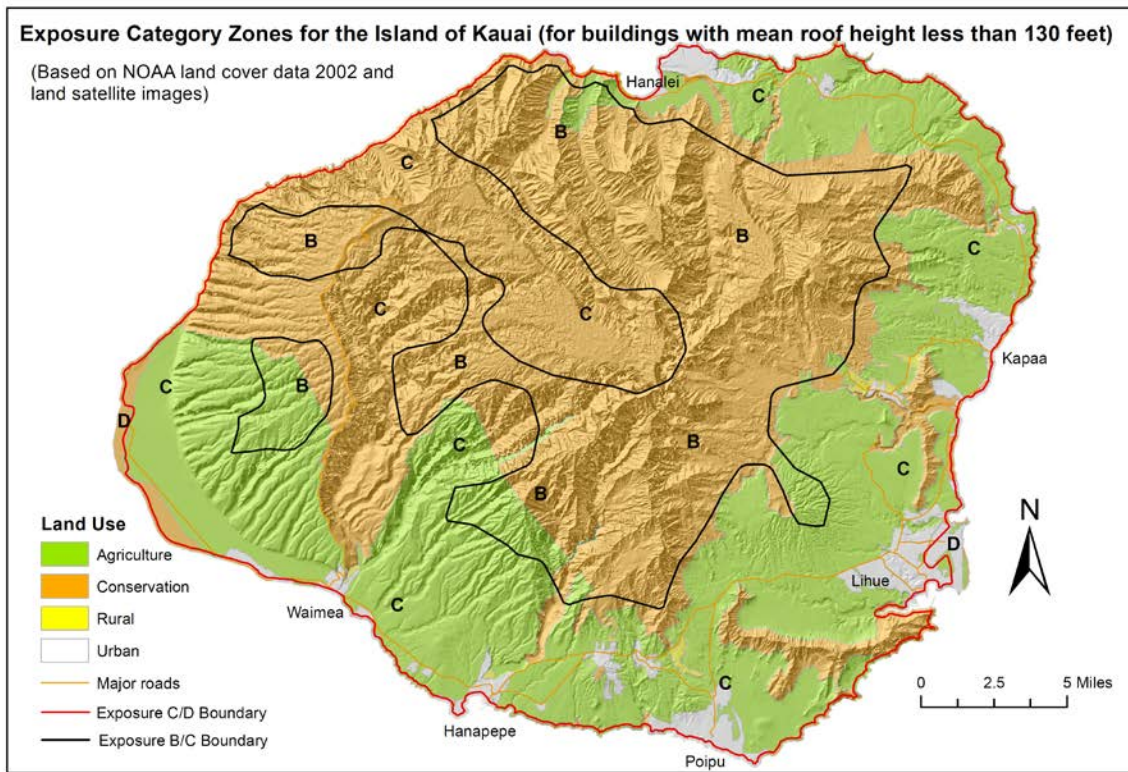 Exposure Category Zones for the Island of Kauai (for buildings with mean roof height less than 130 feet)
(Based on NOAA land cover data 2002 and
land satellite images)
Hanalei
C
B
C
B
B
C
C
C
B
Kapaa
C
B
D
B
C
C
B
N
D
Lihue
Waimea
C
C
Hanapepe
Poipu
Land Use
Agriculture
Conservation
Rural
Urban
Major roads
Exposure C/D Boundary
Exposure B/C Boundary
0 2.5 5 Miles